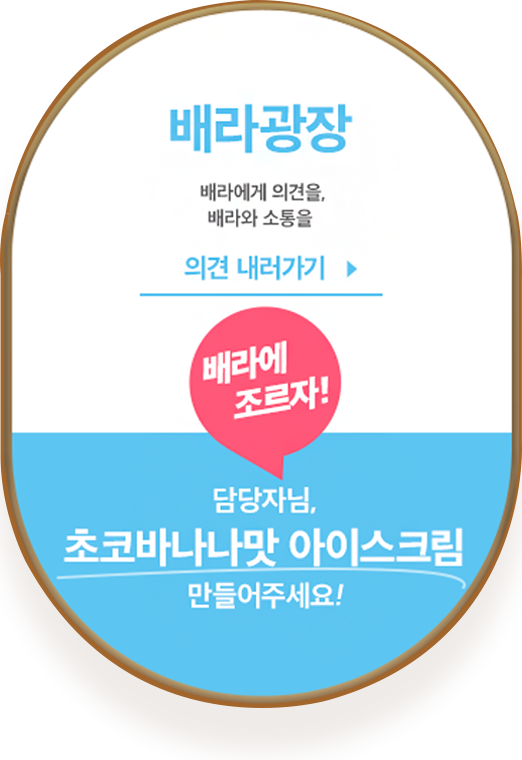 배라광장
배라에게 의견을,
배라와 소통을
의견 내러가기
배라에
조르자!
담당자님,
초코바나나맛 아이스크림
만들어주세요!